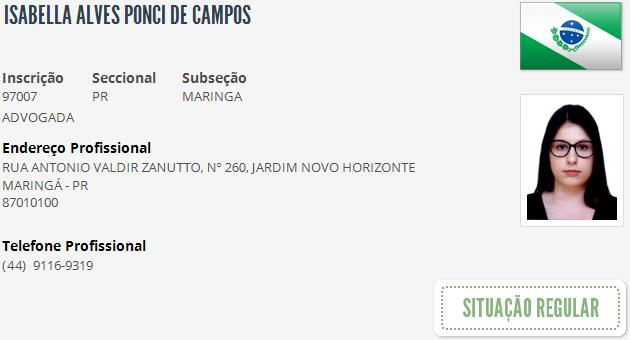 ISABELLA ALVES PONCI DE CAMPOS
Inscrição Seccional Subseção
97007 PR MARINGA
ADVOGADA
Endereço Profissional
RUA ANTONIO VALDIR ZANUTTO, Nº 260, JARDIM NOVO HORIZONTE
MARINGÁ - PR
87010100
Telefone Profissional
(44) 9116-9319
SITUAÇÃO REGULAR